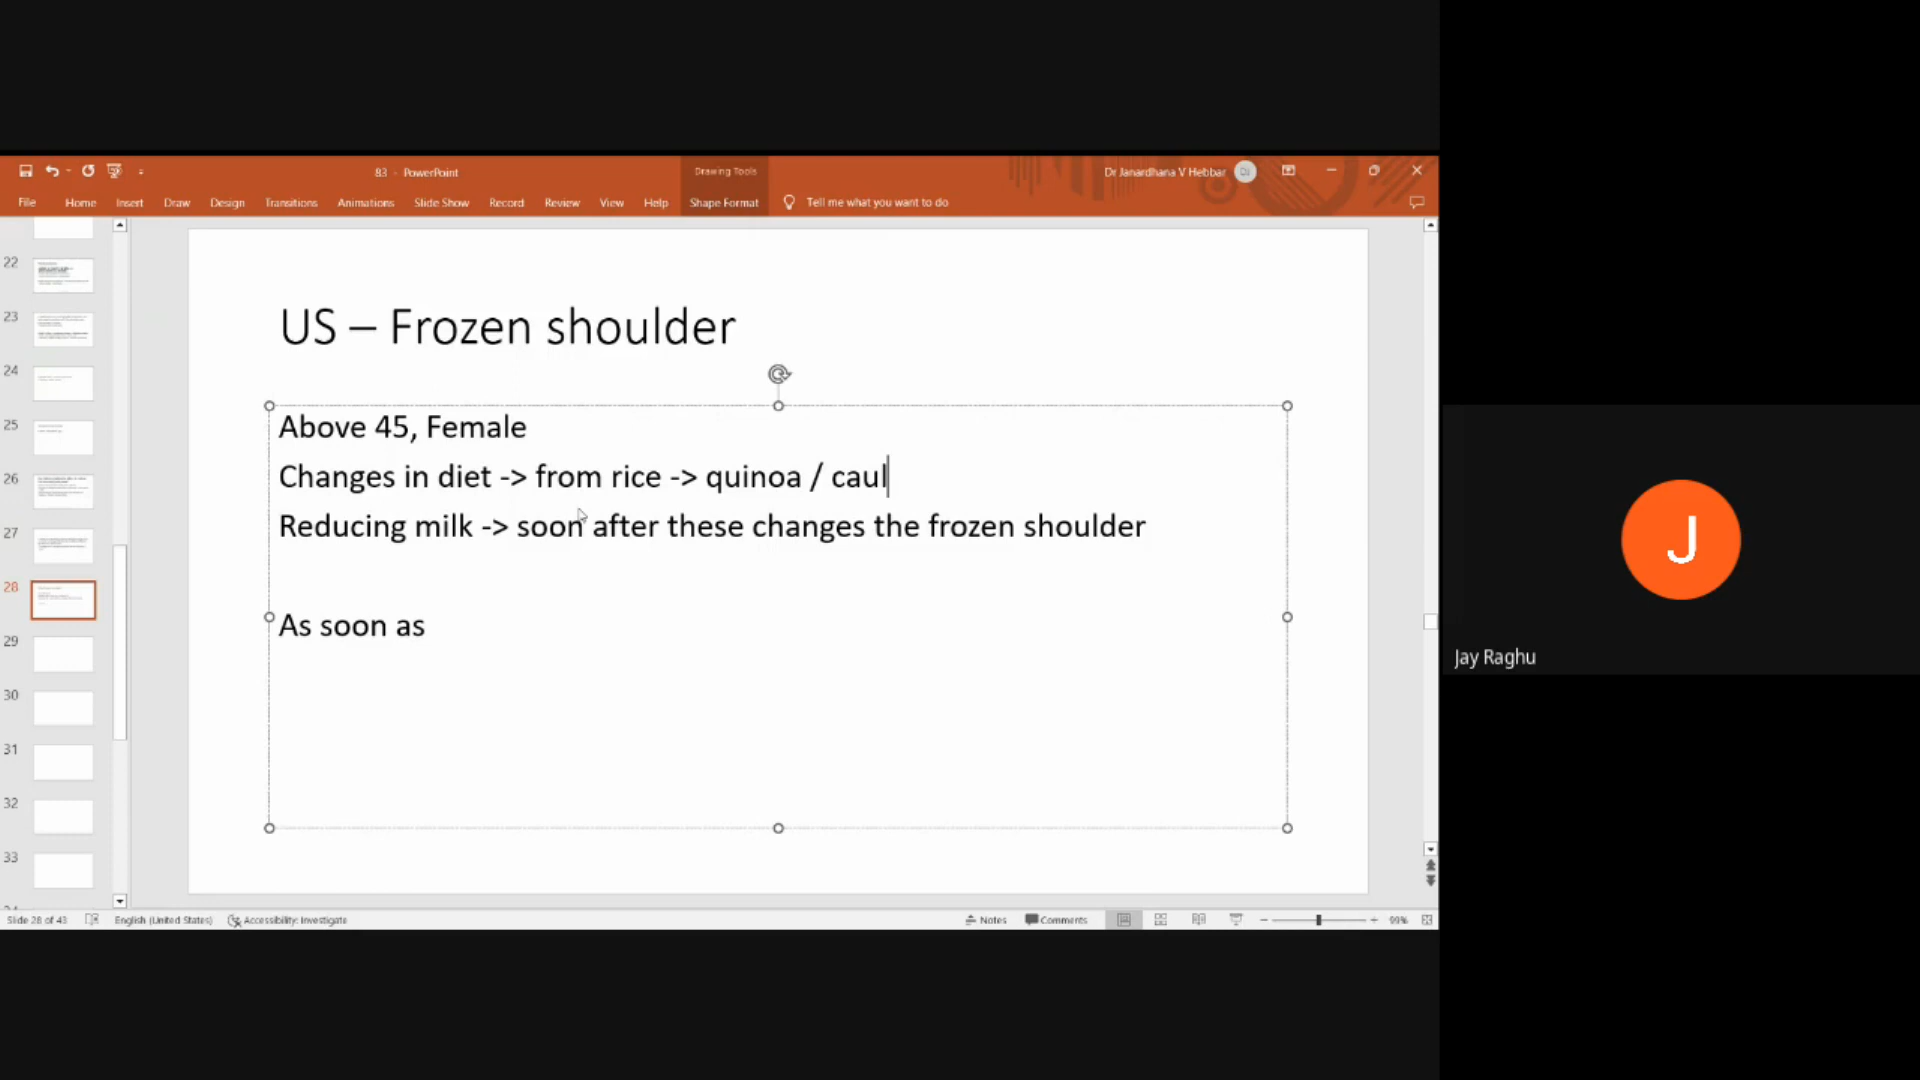 83 - PowerPoint
Drawing Tools
Dr Janardhana V Hebbar
DJ
File Home Insert Draw Design Transitions Animations Slide Show Record Review View Help Shape Format Tell me what you want to do
22
23
24
25
26
27
28
29
30
31
32
33
US – Frozen shoulder
Above 45, Female
Changes in diet -> from rice -> quinoa / caul
Reducing milk -> soon after these changes the frozen shoulder
As soon as
J
Jay Raghu
Slide 28 of 43 English (United States) Accessibility: Investigate Notes Comments 99%